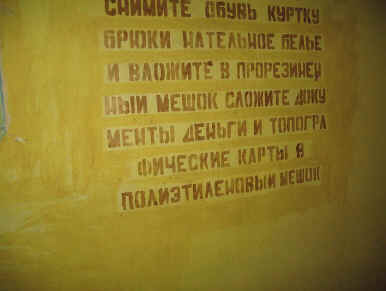 СНИМИТЕ ОБУВЬ КУРТКУ
БРЮКИ НАТЕЛЬНОЕ БЕЛЬЕ
И ВЛОЖИТЕ В ПРОРЕЗИНЕН
НЫЙ МЕШОК СЛОЖИТЕ ДОКУ
МЕНТЫ ДЕНЬГИ И ТОПОГРА
ФИЧЕСКИЕ КАРТЫ В
ПОЛИЭТИЛЕНОВЫЙ МЕШОК